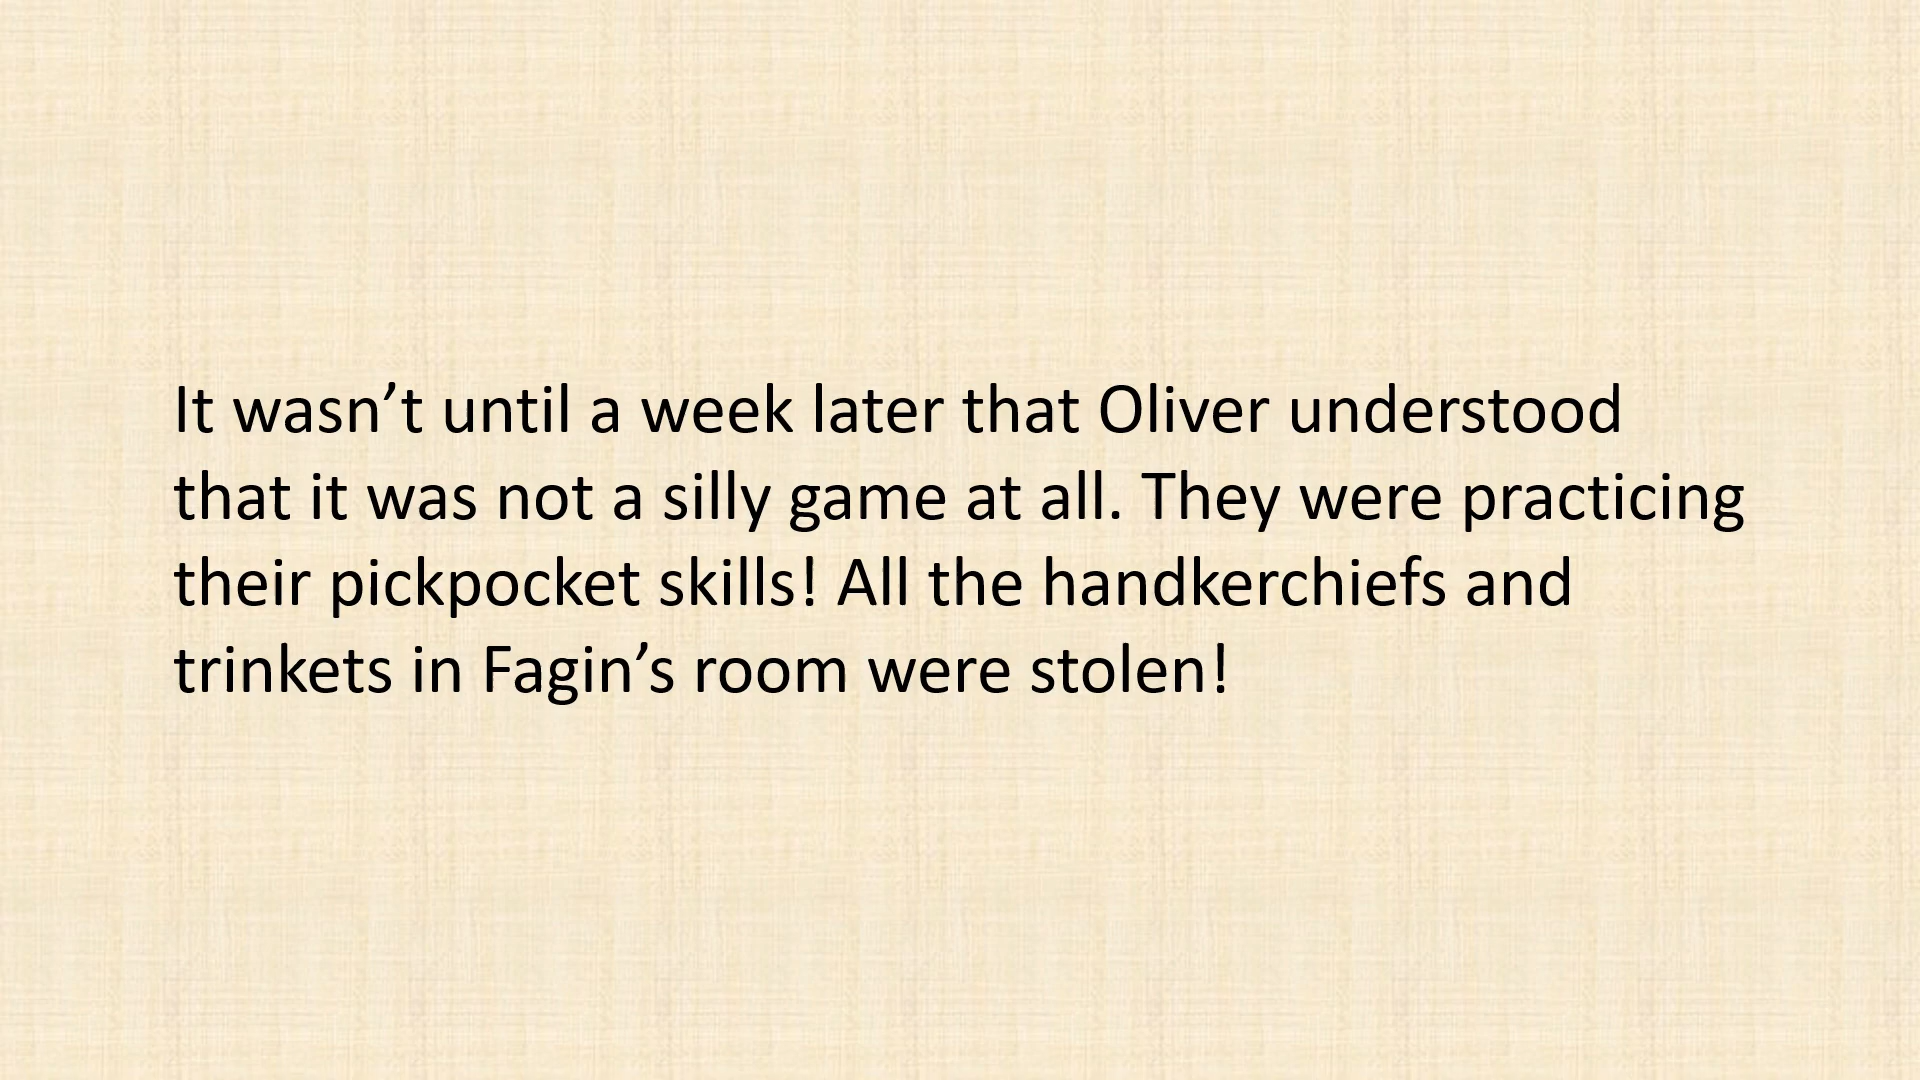 It wasn’t until a week later that Oliver understood
that it was not a silly game at all. They were practicing
their pickpocket skills! All the handkerchiefs and
trinkets in Fagin’s room were stolen!